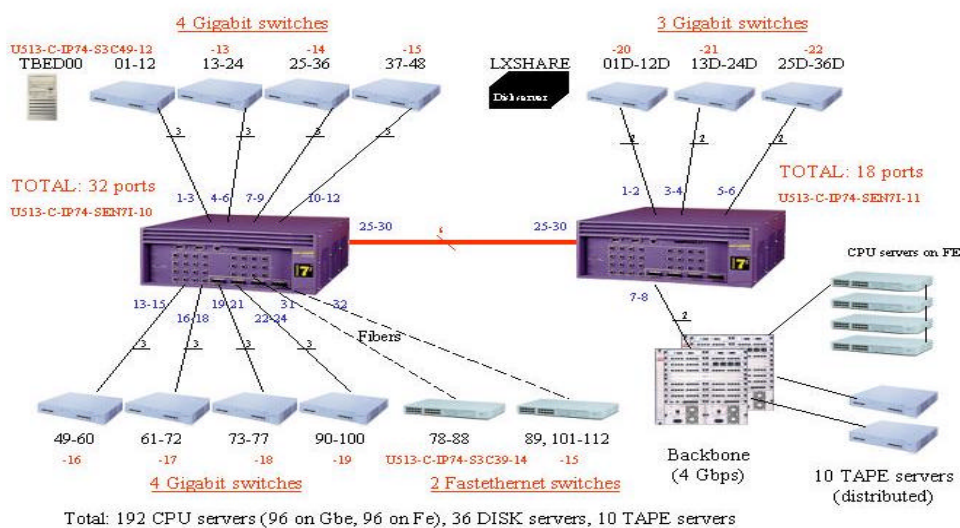 4 Gigabit switches
3 Gigabit switches
U513-C-IP74-S3C49-12 -13 -14 -15
TBED00 01-12 13-24 25-36 37-48
-20 -21 -22
LXSHARE 01D-12D 13D-24D 25D-36D
Disk server
3 3 3 3
2 2 2
TOTAL: 32 ports
U513-C-IP74-SEN7I-10
1-3 4-6 7-9 10-12
TOTAL: 18 ports
U513-C-IP74-SEN7I-11
1-2 3-4 5-6
25-30 6 25-30
7i
7i
CPU servers on FE
13-15 16-18 19-21 22-24 31 32
7-8
2
3 3 3 3
Fibers
49-60 61-72 73-77 90-100 78-88 89, 101-112
-16 -17 -18 -19 U513-C-IP74-S3C39-14 -15
4 Gigabit switches
2 Fastethernet switches
Backbone
(4 Gbps)
10 TAPE servers
(distributed)
Total: 192 CPU servers (96 on Gbe, 96 on Fe), 36 DISK servers, 10 TAPE servers